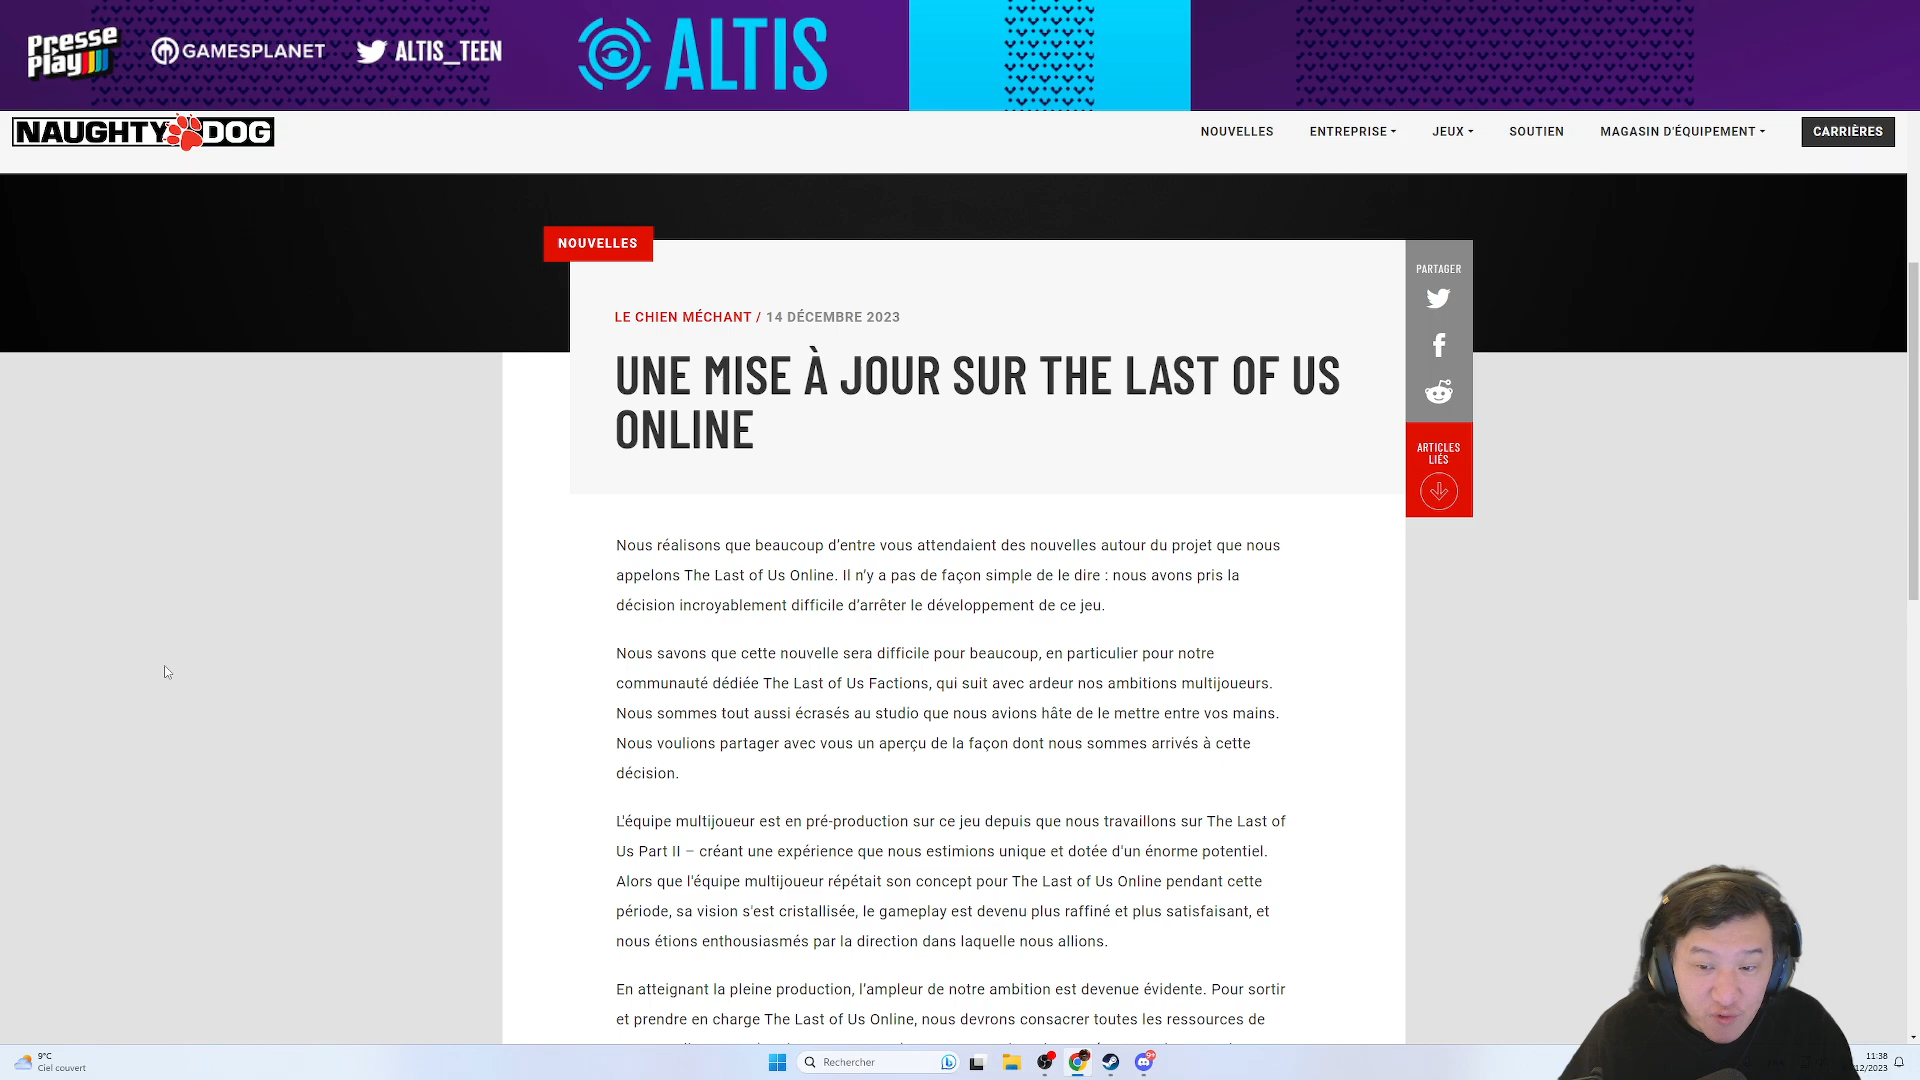 Presse Play
GAMESPLANET
ALTIS_TEEN
ALTIS
NAUGHTY DOG
NOUVELLES
ENTREPRISE
JEUX
SOUTIEN
MAGASIN D'ÉQUIPEMENT
CARRIÈRES
NOUVELLES
LE CHIEN MÉCHANT / 14 DÉCEMBRE 2023
UNE MISE À JOUR SUR THE LAST OF US
ONLINE
PARTAGER
ARTICLES
LIÉS
Nous réalisons que beaucoup d’entre vous attendaient des nouvelles autour du projet que nous
appelons The Last of Us Online. Il n’y a pas de façon simple de le dire : nous avons pris la
décision incroyablement difficile d’arrêter le développement de ce jeu.
Nous savons que cette nouvelle sera difficile pour beaucoup, en particulier pour notre
communauté dédiée The Last of Us Factions, qui suit avec ardeur nos ambitions multijoueurs.
Nous sommes tout aussi écrasés au studio que nous avions hâte de le mettre entre vos mains.
Nous voulions partager avec vous un aperçu de la façon dont nous sommes arrivés à cette
décision.
L'équipe multijoueur est en pré-production sur ce jeu depuis que nous travaillons sur The Last of
Us Part II – créant une expérience que nous estimions unique et dotée d'un énorme potentiel.
Alors que l'équipe multijoueur répétait son concept pour The Last of Us Online pendant cette
période, sa vision s'est cristallisée, le gameplay est devenu plus raffiné et plus satisfaisant, et
nous étions enthousiasmés par la direction dans laquelle nous allions.
En atteignant la pleine production, l’ampleur de notre ambition est devenue évidente. Pour sortir
et prendre en charge The Last of Us Online, nous devrons consacrer toutes les ressources de
9°C
Ciel couvert
Rechercher
9+
11:38
12/2023